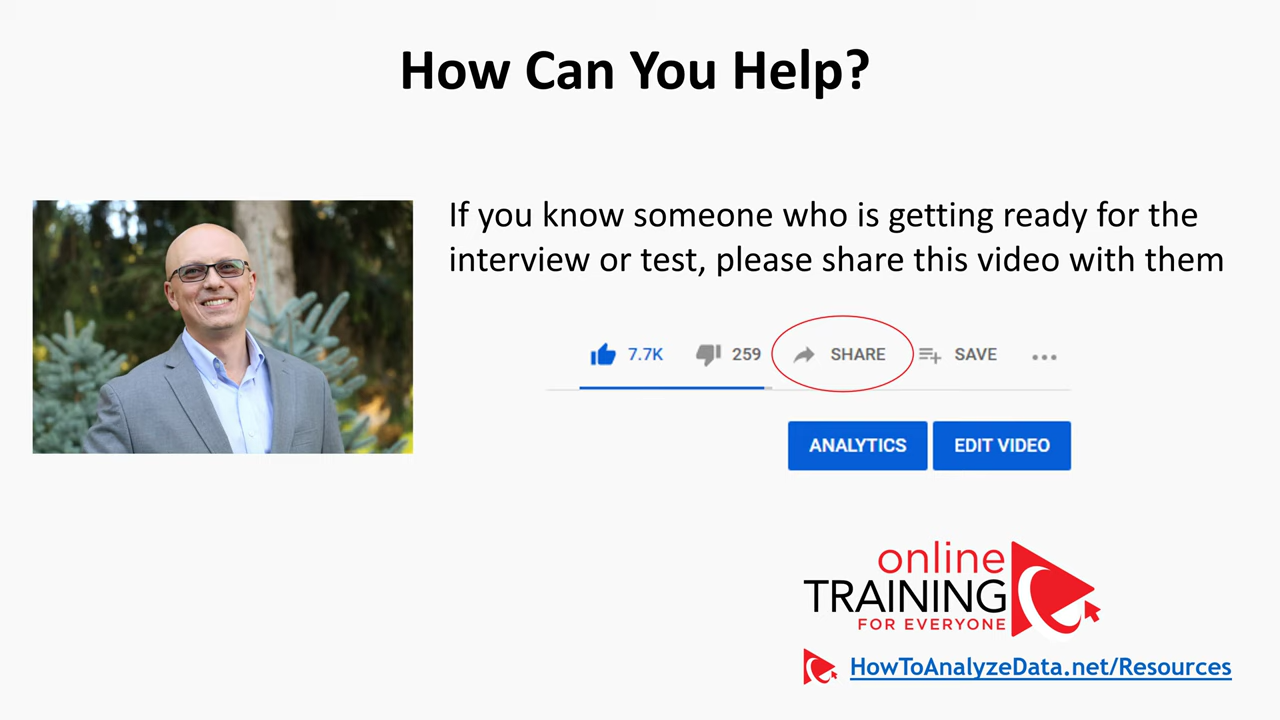 How Can You Help?
If you know someone who is getting ready for the
interview or test, please share this video with them
7.7K 259 SHARE SAVE
ANALYTICS EDIT VIDEO
online
TRAINING
FOR EVERYONE
HowToAnalyzeData.net/Resources